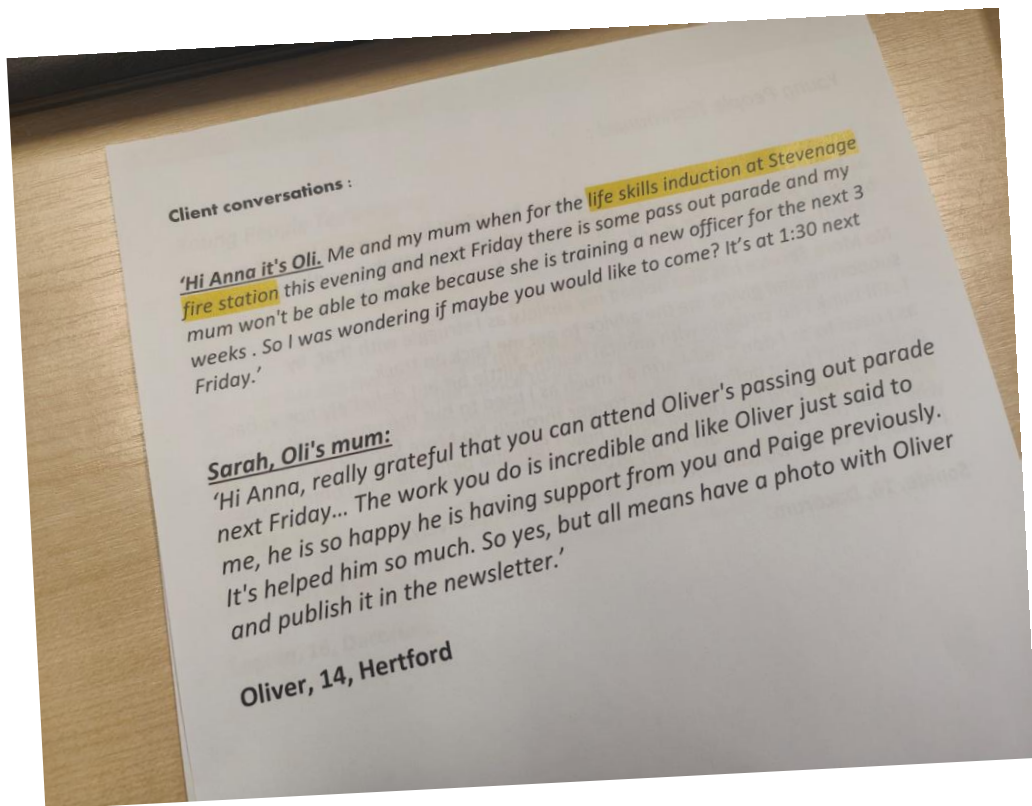 Client conversations :
‘Hi Anna it's Oli. Me and my mum when for the life skills induction at Stevenage
fire station this evening and next Friday there is some pass out parade and my
mum won't be able to make because she is training a new officer for the next 3
weeks . So I was wondering if maybe you would like to come? It’s at 1:30 next
Friday.’
Sarah, Oli's mum:
‘Hi Anna, really grateful that you can attend Oliver's passing out parade
next Friday... The work you do is incredible and like Oliver just said to
me, he is so happy he is having support from you and Paige previously.
It's helped him so much. So yes, but all means have a photo with Oliver
and publish it in the newsletter.’
Oliver, 14, Hertford